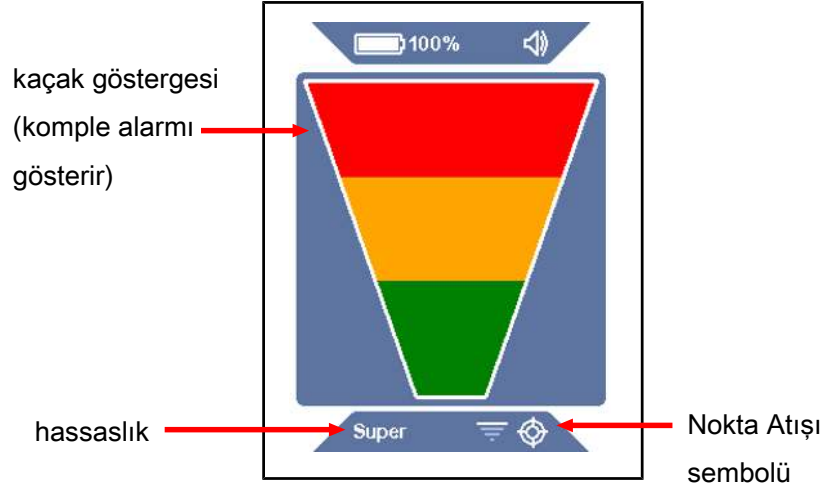 100%
kaçak göstergesi
(komple alarmı
gösterir)
hassaslık
Super
Nokta Atışı
sembolü